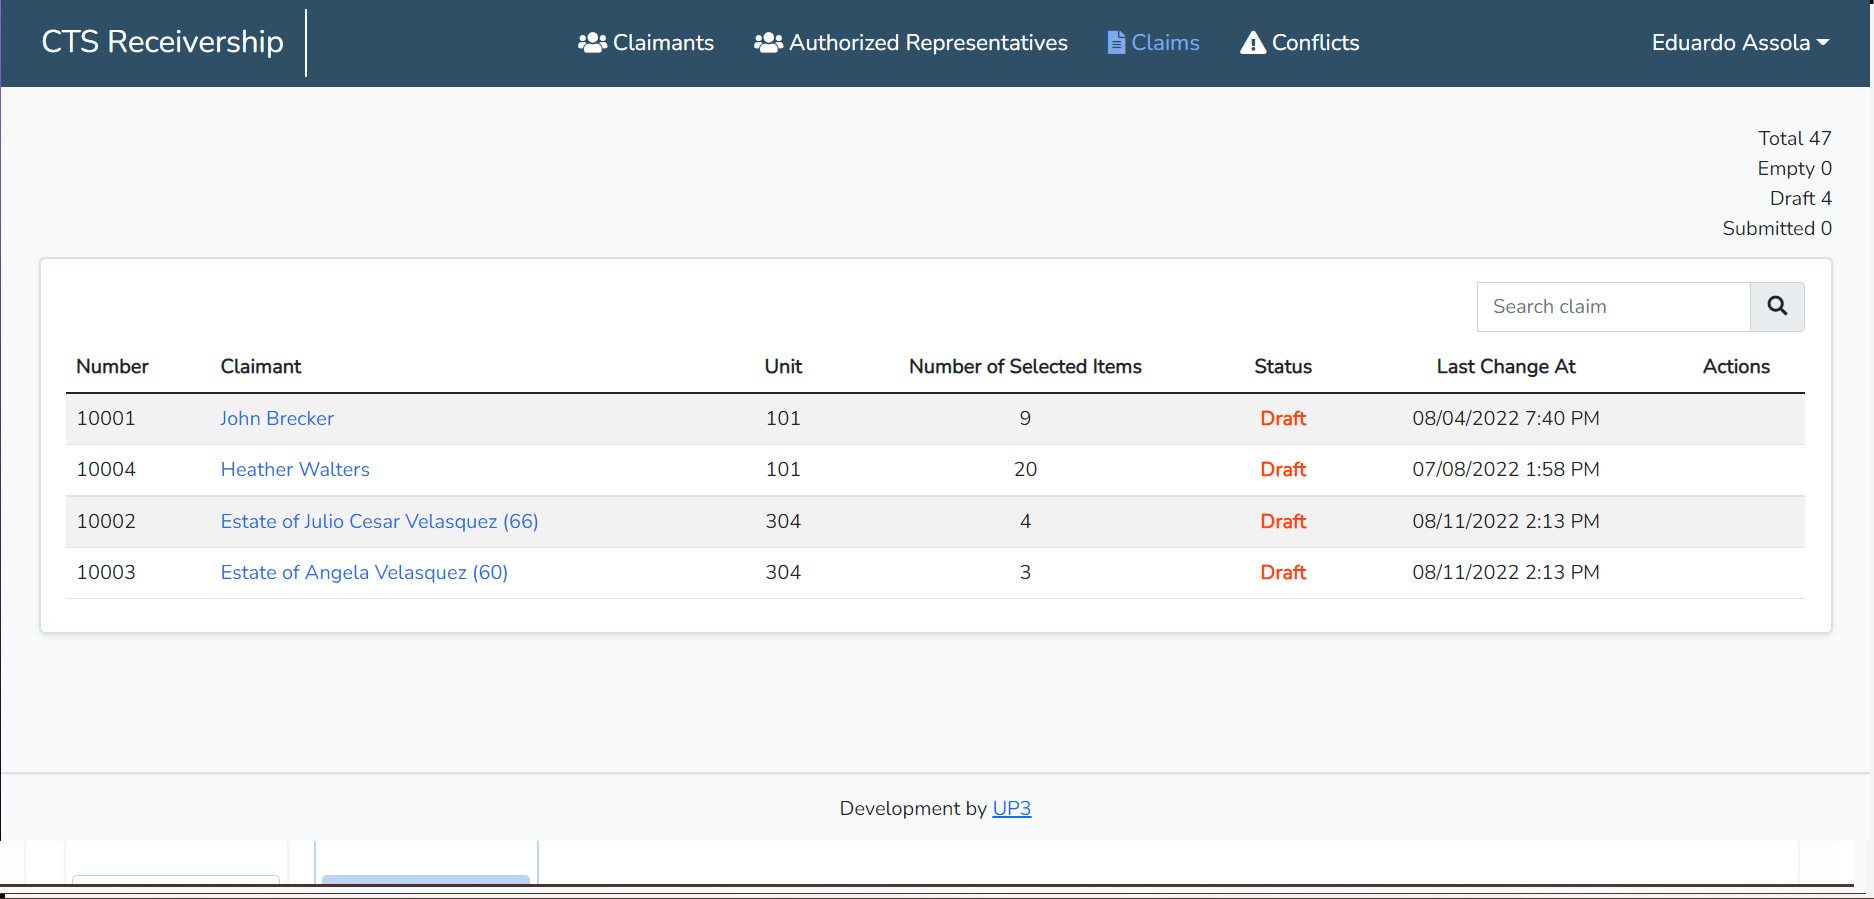 CTS Receivership
Claimants
Authorized Representatives
Claims
Conflicts
Eduardo Assola
Total 47
Empty 0
Draft 4
Submitted 0
Search claim
Number Claimant Unit Number of Selected Items Status Last Change At Actions
10001 John Brecker 101 9 Draft 08/04/2022 7:40 PM
10004 Heather Walters 101 20 Draft 07/08/2022 1:58 PM
10002 Estate of Julio Cesar Velasquez (66) 304 4 Draft 08/11/2022 2:13 PM
10003 Estate of Angela Velasquez (60) 304 3 Draft 08/11/2022 2:13 PM
Development by UP3